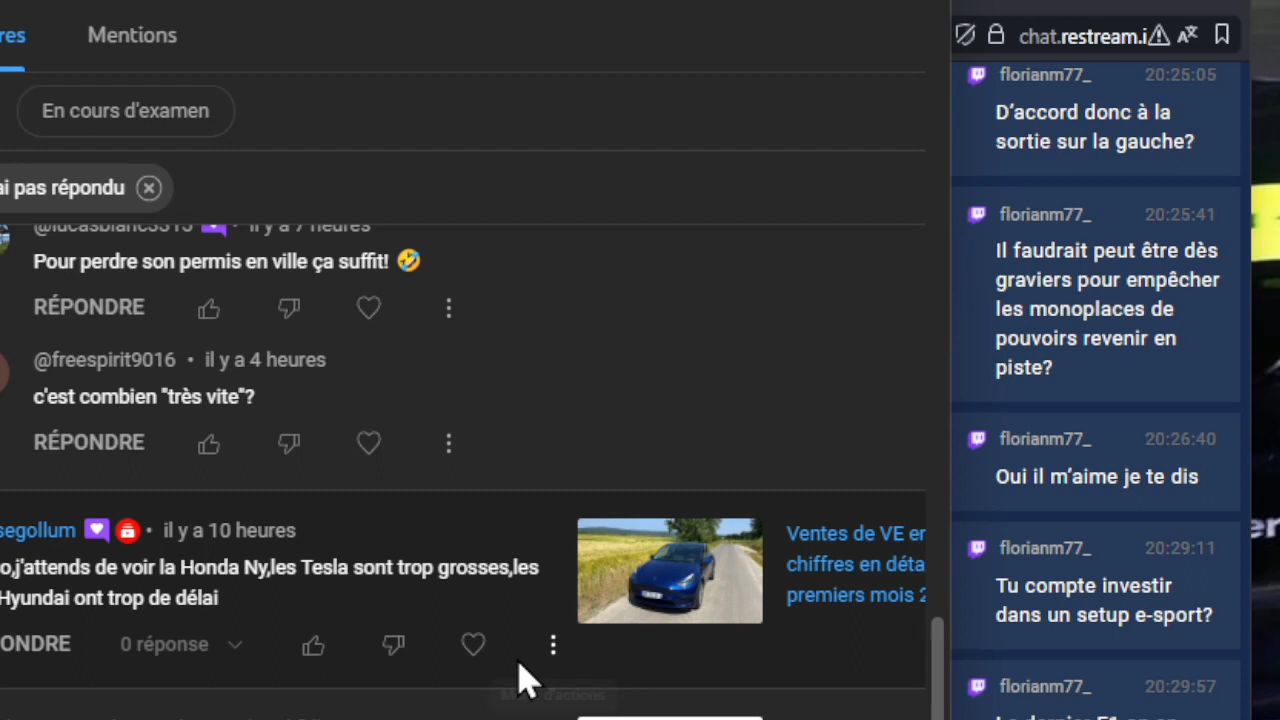 res
Mentions
En cours d'examen
ai pas répondu
@lucasblanc3315 • il y a 7 heures
Pour perdre son permis en ville ça suffit! 🤣
RÉPONDRE
@freespirit9016 • il y a 4 heures
c'est combien "très vite"?
RÉPONDRE
segollum • il y a 10 heures
o,j'attends de voir la Honda Ny,les Tesla sont trop grosses,les
Hyundai ont trop de délai
ONDRE
0 réponse
Ventes de VE en
chiffres en déta
premiers mois 2
chat.restream.i
florianm77_ 20:25:05
D'accord donc à la
sortie sur la gauche?
florianm77_ 20:25:41
Il faudrait peut être dès
graviers pour empêcher
les monoplaces de
pouvoirs revenir en
piste?
florianm77_ 20:26:40
Oui il m'aime je te dis
florianm77_ 20:29:11
Tu compte investir
dans un setup e-sport?
florianm77_ 20:29:57